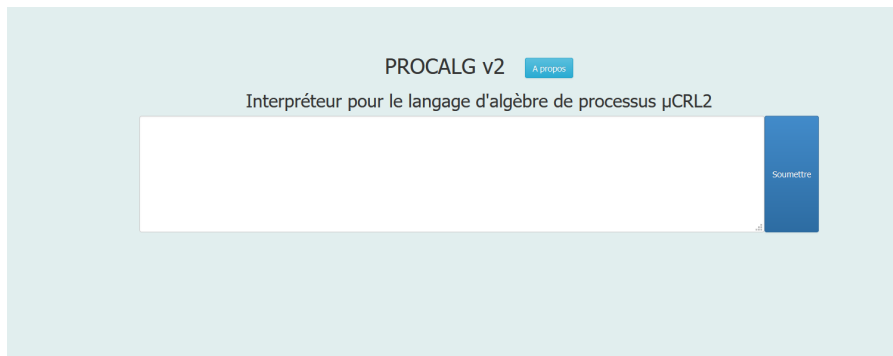 PROCALG v2 A propos
Interpréteur pour le langage d'algèbre de processus µCRL2
Soumettre